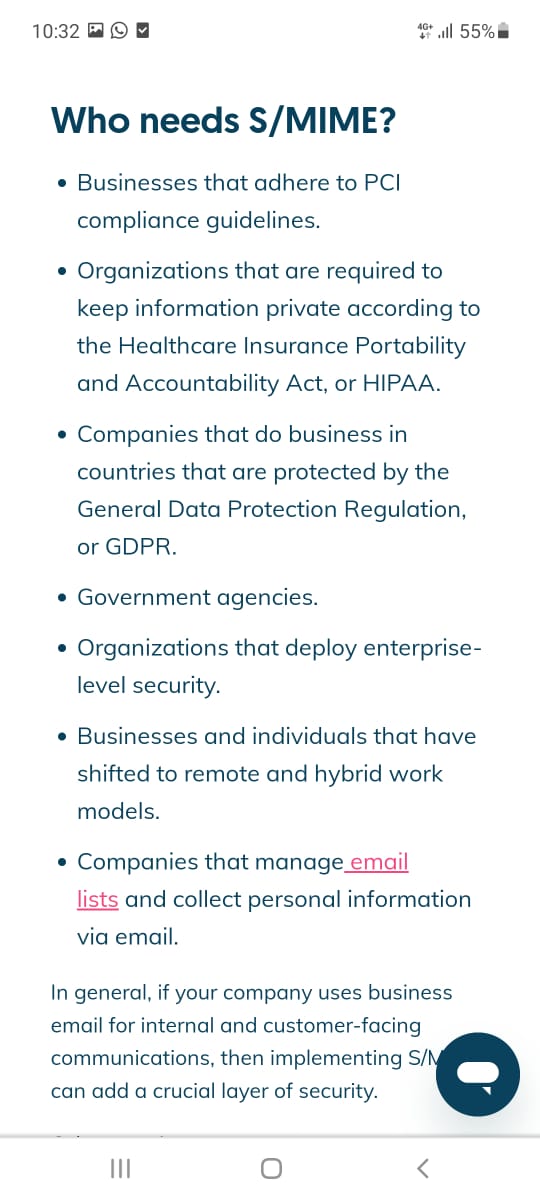 10:32
4G+
55%
Who needs S/MIME?
• Businesses that adhere to PCI
compliance guidelines.
• Organizations that are required to
keep information private according to
the Healthcare Insurance Portability
and Accountability Act, or HIPAA.
• Companies that do business in
countries that are protected by the
General Data Protection Regulation,
or GDPR.
• Government agencies.
• Organizations that deploy enterprise-
level security.
• Businesses and individuals that have
shifted to remote and hybrid work
models.
• Companies that manage email
lists and collect personal information
via email.
In general, if your company uses business
email for internal and customer-facing
communications, then implementing
can add a crucial layer of security.